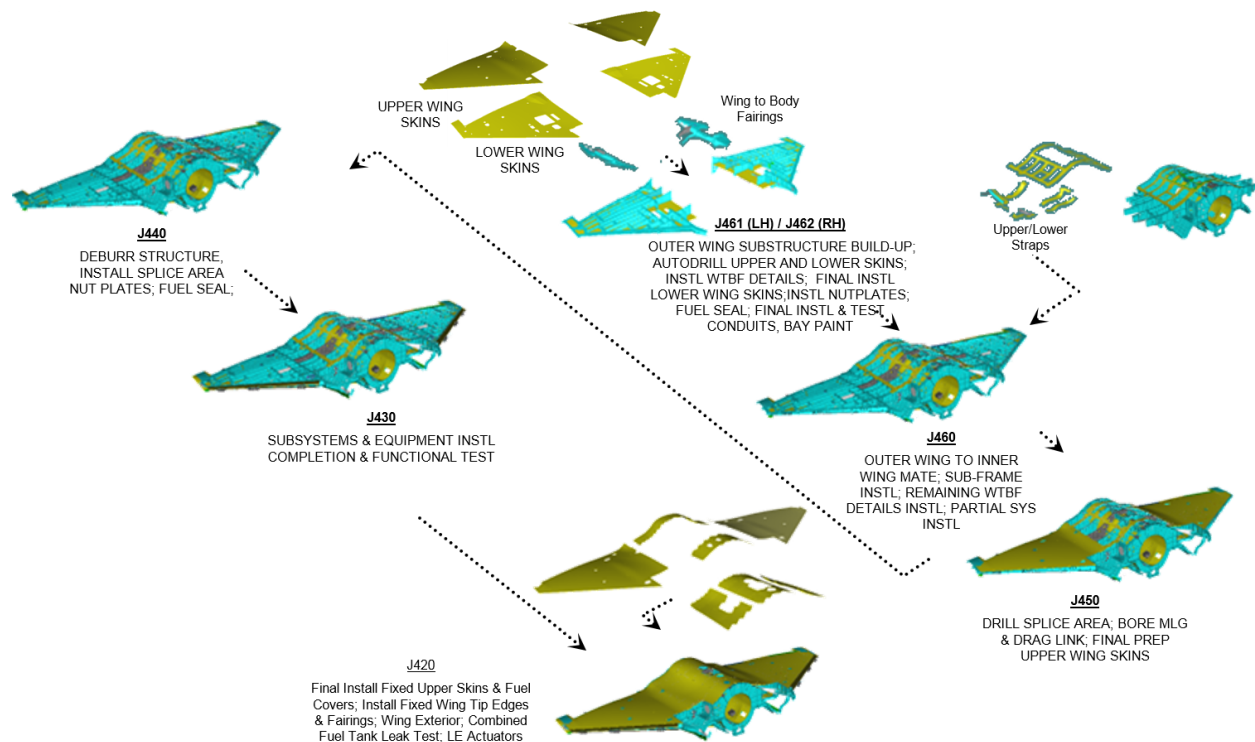 UPPER WING
SKINS
LOWER WING
SKINS
Wing to Body
Fairings
Upper/Lower
Straps
J440
DEBURR STRUCTURE,
INSTALL SPLICE AREA
NUT PLATES; FUEL SEAL;
J461 (LH) / J462 (RH)
OUTER WING SUBSTRUCTURE BUILD-UP;
AUTODRILL UPPER AND LOWER SKINS;
INSTL WTBF DETAILS; FINAL INSTL
LOWER WING SKINS;INSTL NUTPLATES;
FUEL SEAL; FINAL INSTL & TEST
CONDUITS, BAY PAINT
J430
SUBSYSTEMS & EQUIPMENT INSTL
COMPLETION & FUNCTIONAL TEST
J460
OUTER WING TO INNER
WING MATE; SUB-FRAME
INSTL; REMAINING WTBF
DETAILS INSTL; PARTIAL SYS
INSTL
J450
DRILL SPLICE AREA; BORE MLG
& DRAG LINK; FINAL PREP
UPPER WING SKINS
J420
Final Install Fixed Upper Skins & Fuel
Covers; Install Fixed Wing Tip Edges
& Fairings; Wing Exterior; Combined
Fuel Tank Leak Test; LE Actuators